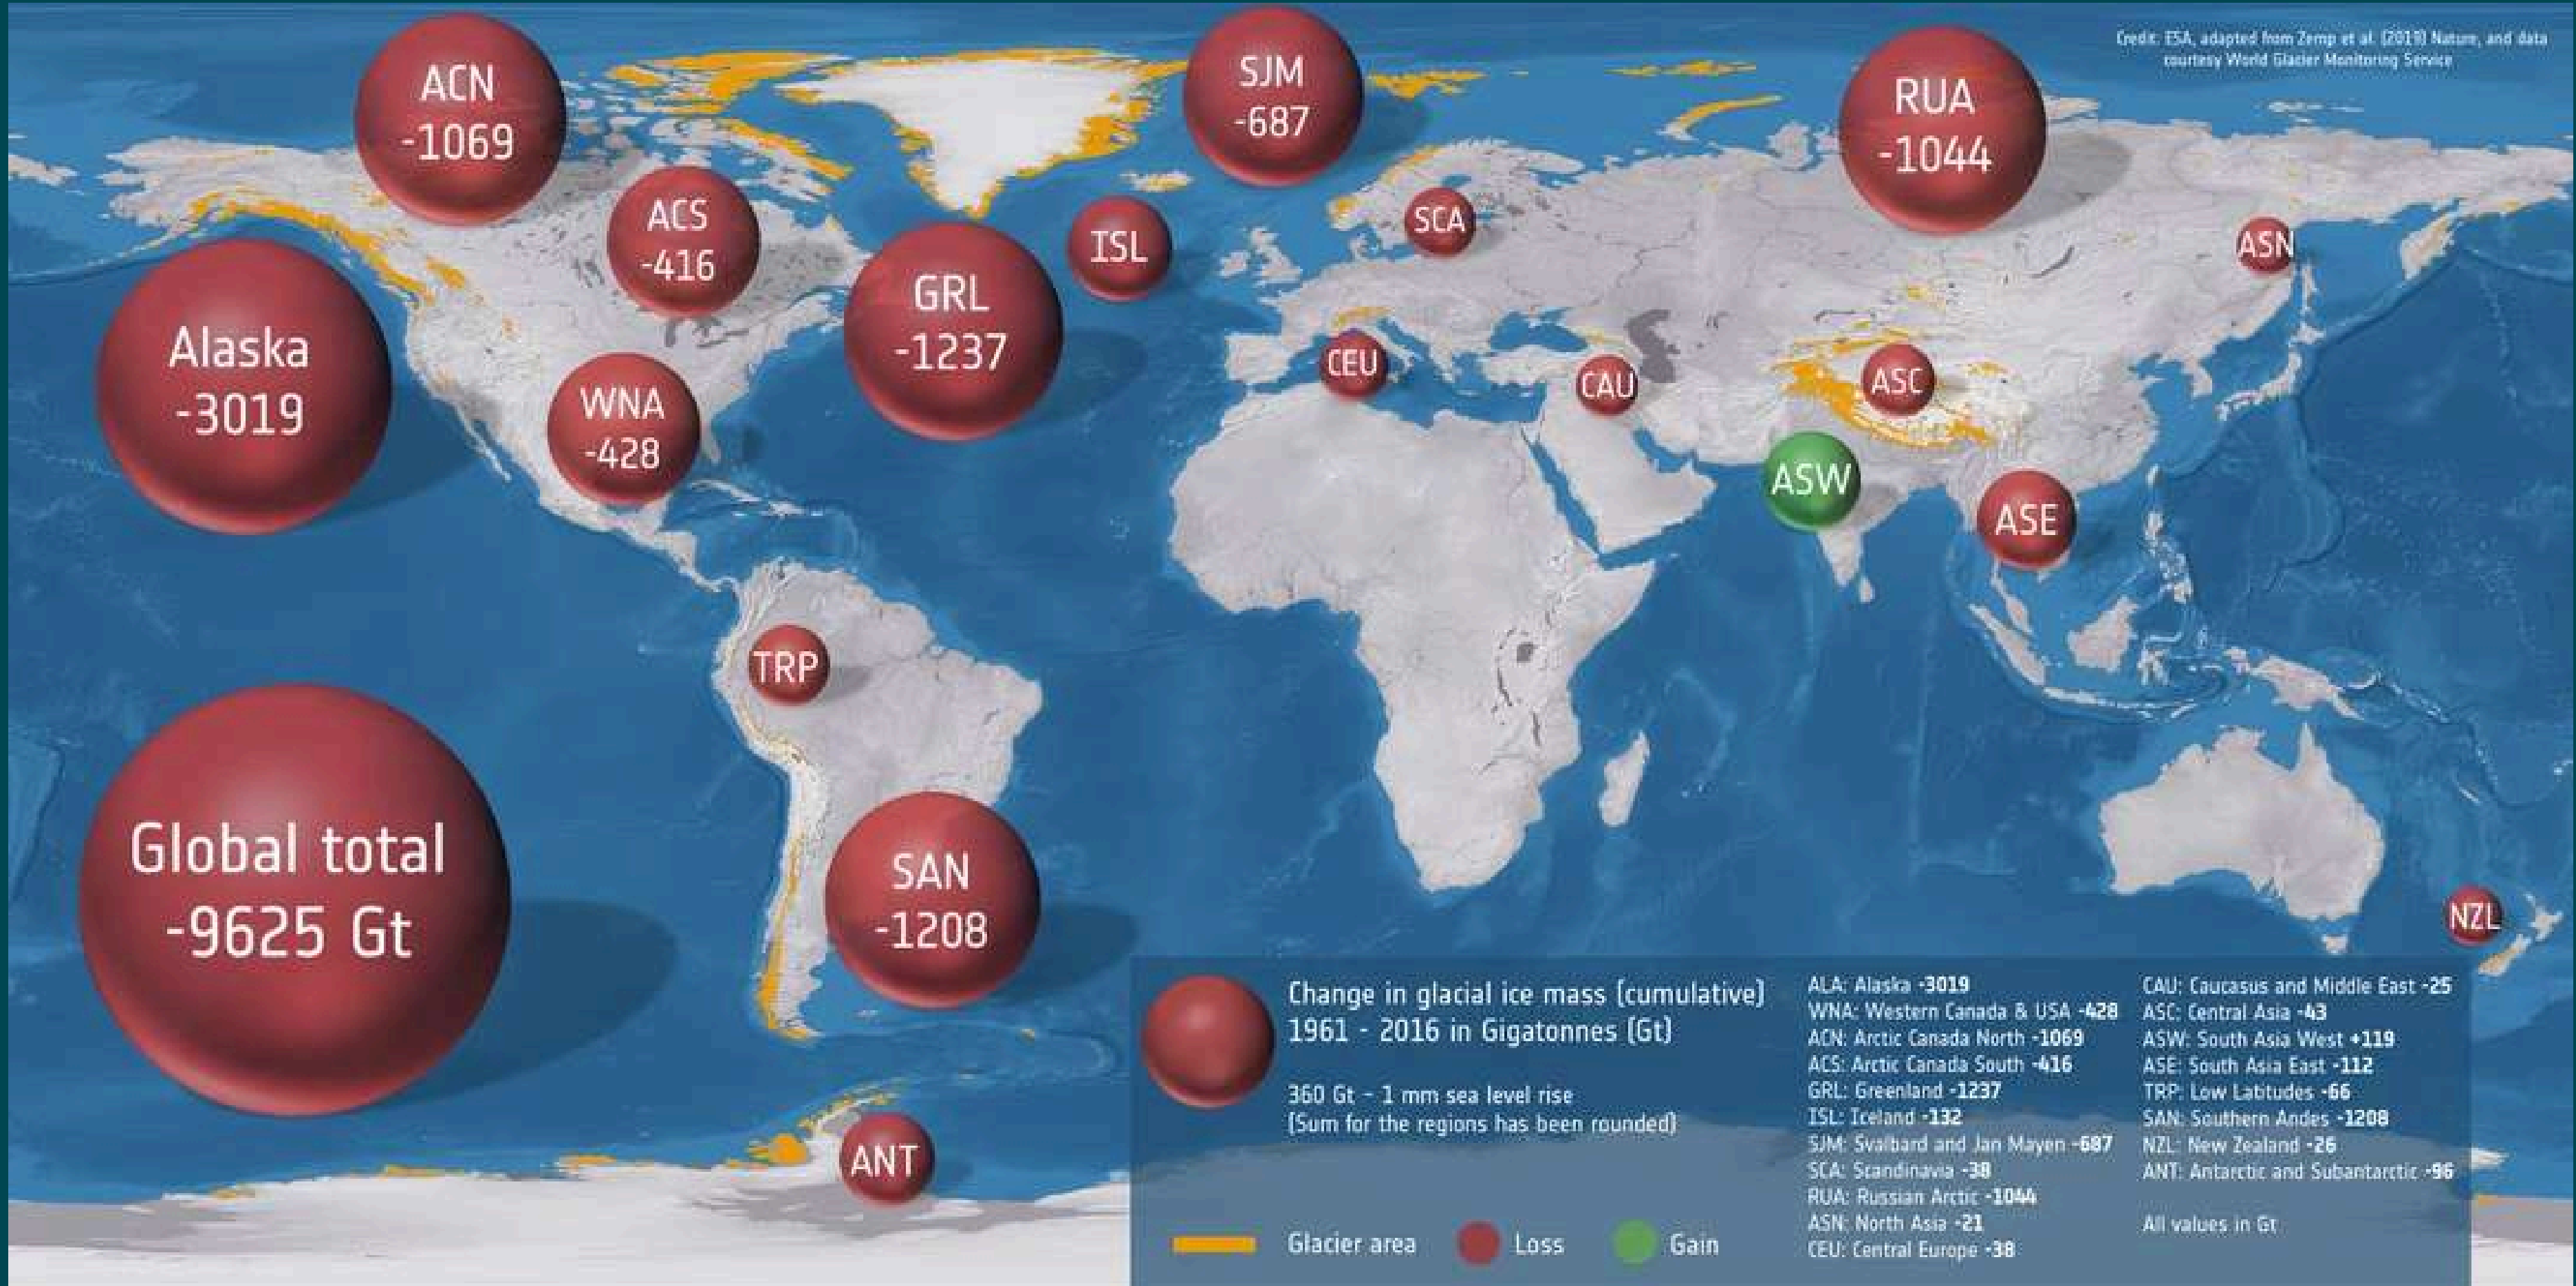 Credit: ESA, adapted from Zemp et al. (2019) Nature, and data
courtesy World Glacier Monitoring Service
ACN
-1069
SJM
-687
RUA
-1044
ACS
-416
ISL
SCA
ASN
GRL
-1237
Alaska
-3019
WNA
-428
CEU
CAU
ASC
ASW
ASE
TRP
Global total
-9625 Gt
SAN
-1208
NZL
ANT
Change in glacial ice mass (cumulative)
1961 - 2016 in Gigatonnes (Gt)
360 Gt - 1 mm sea level rise
(Sum for the regions has been rounded)
Glacier area
Loss
Gain
ALA: Alaska -3019
WNA: Western Canada & USA -428
ACN: Arctic Canada North -1069
ACS: Arctic Canada South -416
GRL: Greenland -1237
ISL: Iceland -132
SJM: Svalbard and Jan Mayen -687
SCA: Scandinavia -38
RUA: Russian Arctic -1044
ASN: North Asia -21
CEU: Central Europe -38
CAU: Caucasus and Middle East -25
ASC: Central Asia -43
ASW: South Asia West +119
ASE: South Asia East -112
TRP: Low Latitudes -66
SAN: Southern Andes -1208
NZL: New Zealand -26
ANT: Antarctic and Subantarctic -96
All values in Gt